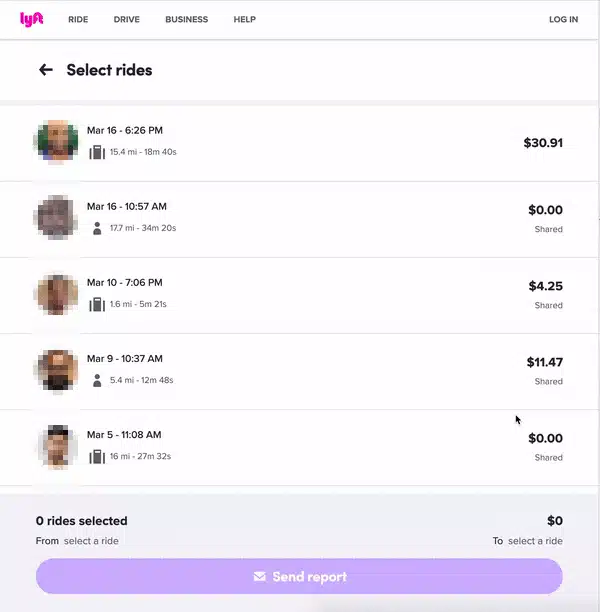 lyft RIDE DRIVE BUSINESS HELP LOG IN
Select rides
Mar 16 - 6:26 PM
15.4 mi - 18m 40s
$30.91
Mar 16 - 10:57 AM
17.7 mi - 34m 20s
$0.00
Shared
Mar 10 - 7:06 PM
1.6 mi - 5m 21s
$4.25
Shared
Mar 9 - 10:37 AM
5.4 mi - 12m 48s
$11.47
Shared
Mar 5 - 11:08 AM
16 mi - 27m 32s
$0.00
Shared
0 rides selected $0
From select a ride To select a ride
Send report